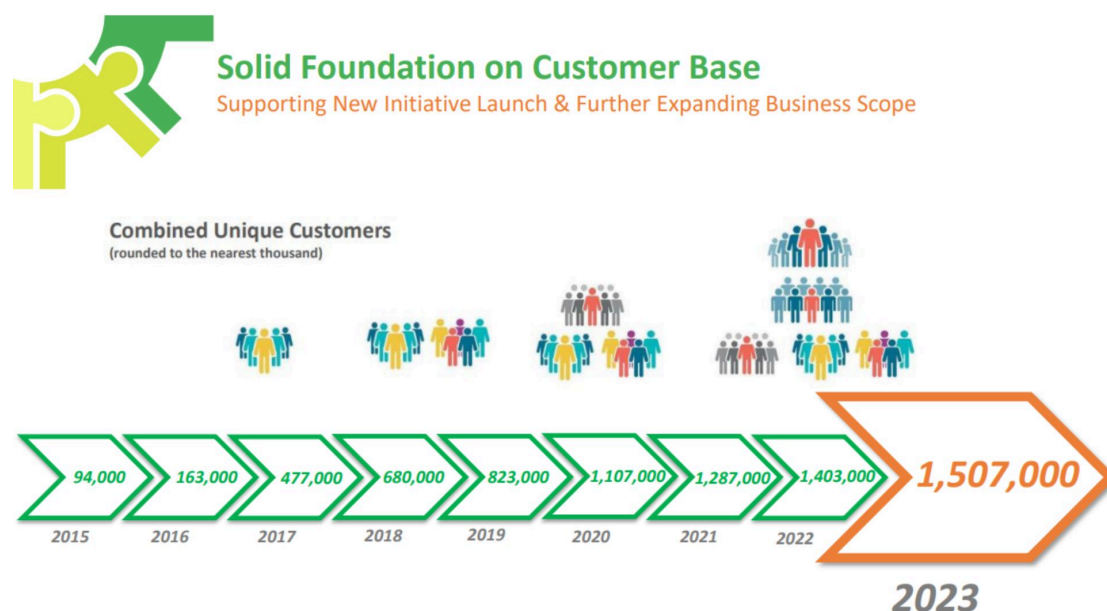 Solid Foundation on Customer Base
Supporting New Initiative Launch & Further Expanding Business Scope
Combined Unique Customers
(rounded to the nearest thousand)
94,000 163,000 477,000 680,000 823,000 1,107,000 1,287,000 1,403,000 1,507,000
2015 2016 2017 2018 2019 2020 2021 2022
2023